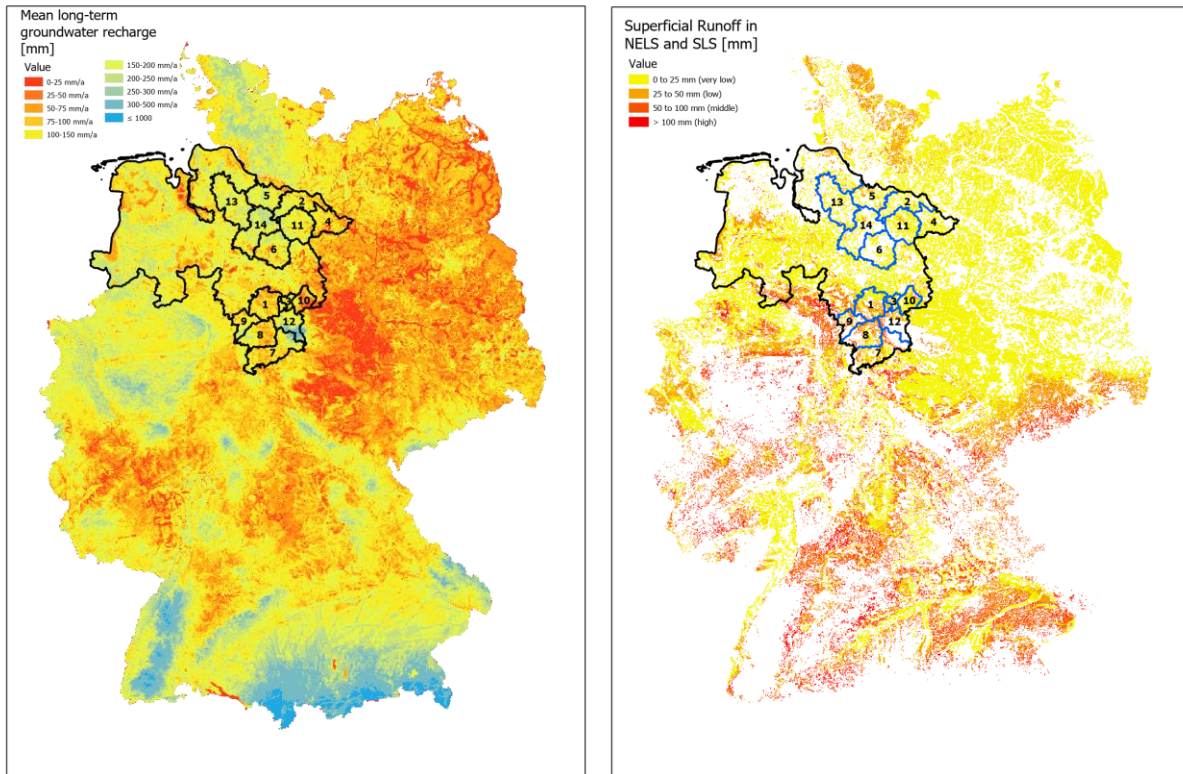 Mean long-term
groundwater recharge
[mm]
Value
0-25 mm/a
25-50 mm/a
50-75 mm/a
75-100 mm/a
100-150 mm/a
150-200 mm/a
200-250 mm/a
250-300 mm/a
300-500 mm/a
≤ 1000
5
2
13
4
14
11
6
10
1
3
9
12
8
7
Superficial Runoff in
NELS and SLS [mm]
Value
0 to 25 mm (very low)
25 to 50 mm (low)
50 to 100 mm (middle)
> 100 mm (high)
5
2
13
4
14
11
6
10
1
3
9
12
8
7